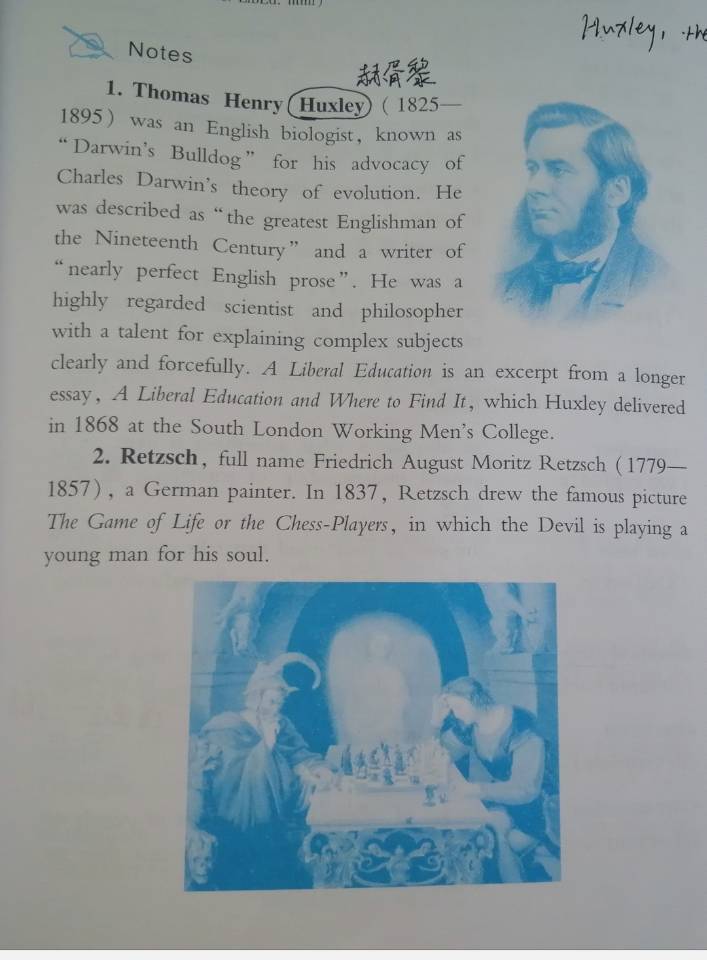 Huxley, the
Notes
赫胥黎
1. Thomas Henry Huxley (1825—
1895) was an English biologist, known as
“Darwin's Bulldog” for his advocacy of
Charles Darwin's theory of evolution. He
was described as “the greatest Englishman of
the Nineteenth Century” and a writer of
“nearly perfect English prose”. He was a
highly regarded scientist and philosopher
with a talent for explaining complex subjects
clearly and forcefully. A Liberal Education is an excerpt from a longer
essay, A Liberal Education and Where to Find It, which Huxley delivered
in 1868 at the South London Working Men's College.
2. Retzsch, full name Friedrich August Moritz Retzsch (1779—
1857), a German painter. In 1837, Retzsch drew the famous picture
The Game of Life or the Chess-Players, in which the Devil is playing a
young man for his soul.